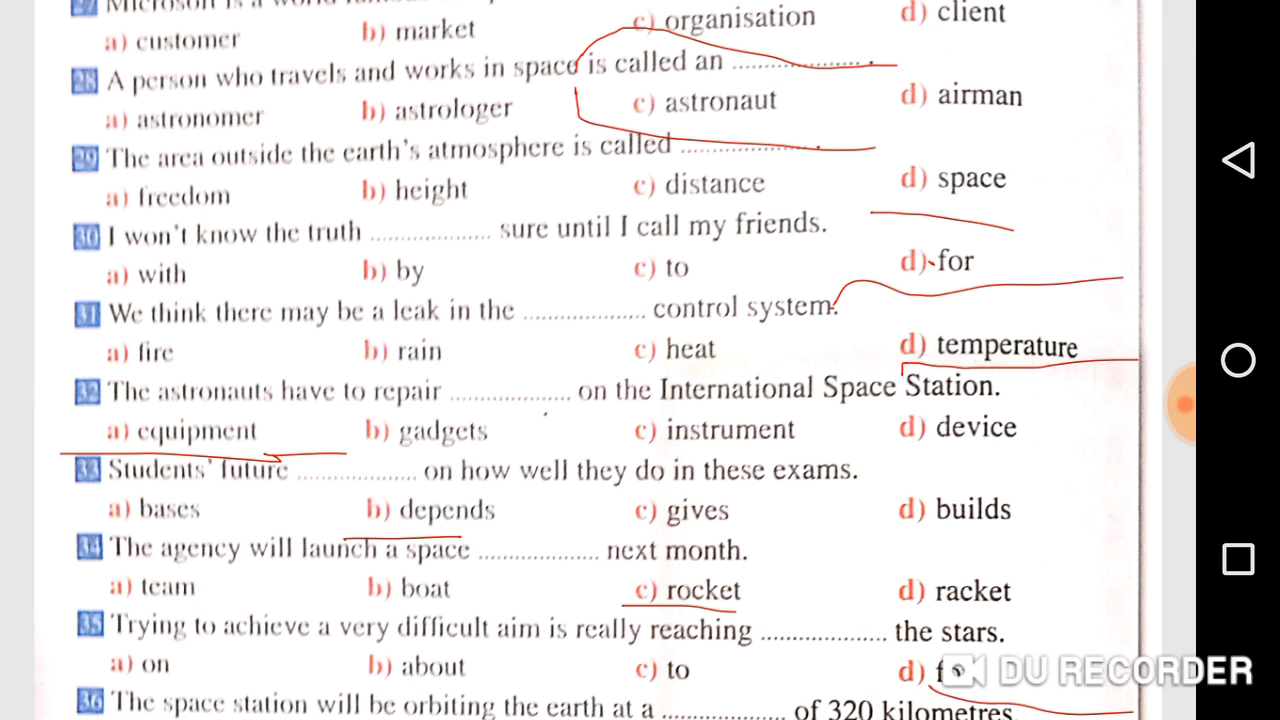 27 Microsoft is a world
a) customer b) market c) organisation d) client
28 A person who travels and works in space is called an .................... .
a) astronomer b) astrologer c) astronaut d) airman
29 The area outside the earth's atmosphere is called .................... .
a) freedom b) height c) distance d) space
30 I won't know the truth .................... sure until I call my friends.
a) with b) by c) to d) for
31 We think there may be a leak in the .................... control system.
a) fire b) rain c) heat d) temperature
32 The astronauts have to repair .................... on the International Space Station.
a) equipment b) gadgets c) instrument d) device
33 Students' future .................... on how well they do in these exams.
a) bases b) depends c) gives d) builds
34 The agency will launch a space .................... next month.
a) team b) boat c) rocket d) racket
35 Trying to achieve a very difficult aim is really reaching .................... the stars.
a) on b) about c) to d)
DU RECORDER
36 The space station will be orbiting the earth at a .................... of 320 kilometres.